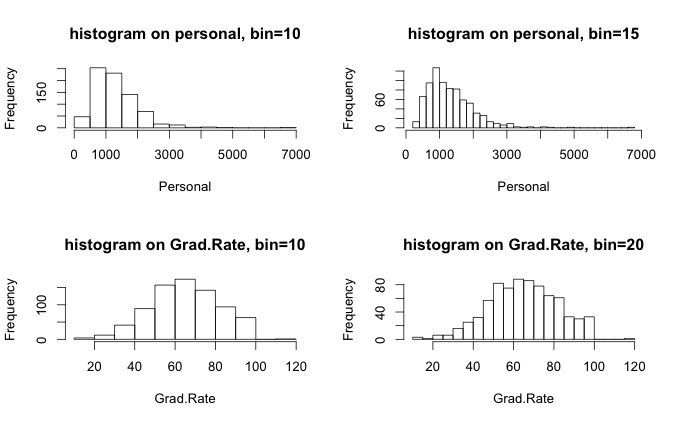 histogram on personal, bin=10
Frequency
150
0
0 1000 3000 5000 7000
Personal
histogram on personal, bin=15
Frequency
60
0
0 1000 3000 5000 7000
Personal
histogram on Grad.Rate, bin=10
Frequency
100
0
20 40 60 80 100 120
Grad.Rate
histogram on Grad.Rate, bin=20
Frequency
80
40
0
20 40 60 80 100 120
Grad.Rate